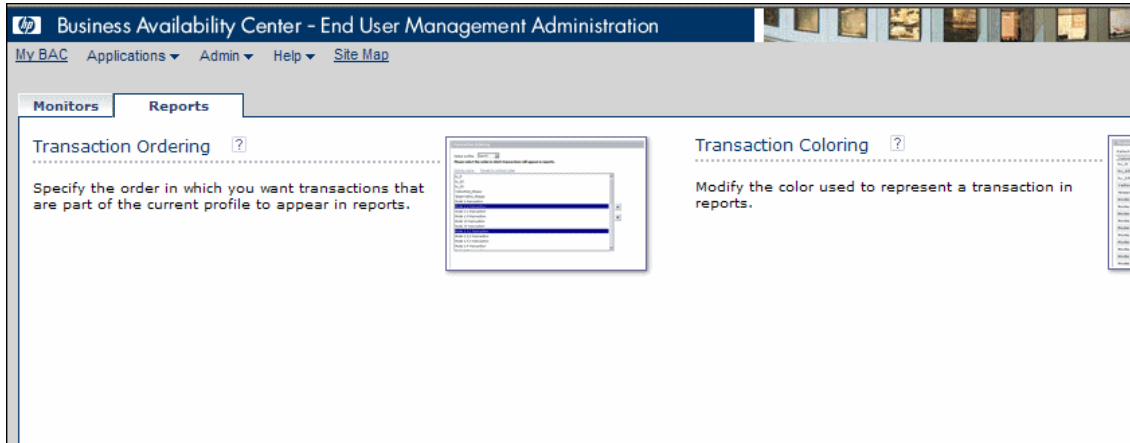 hp Business Availability Center – End User Management Administration
My BAC Applications Admin Help Site Map
Monitors Reports
Transaction Ordering ?
Specify the order in which you want transactions that
are part of the current profile to appear in reports.
Transaction Coloring ?
Modify the color used to represent a transaction in
reports.